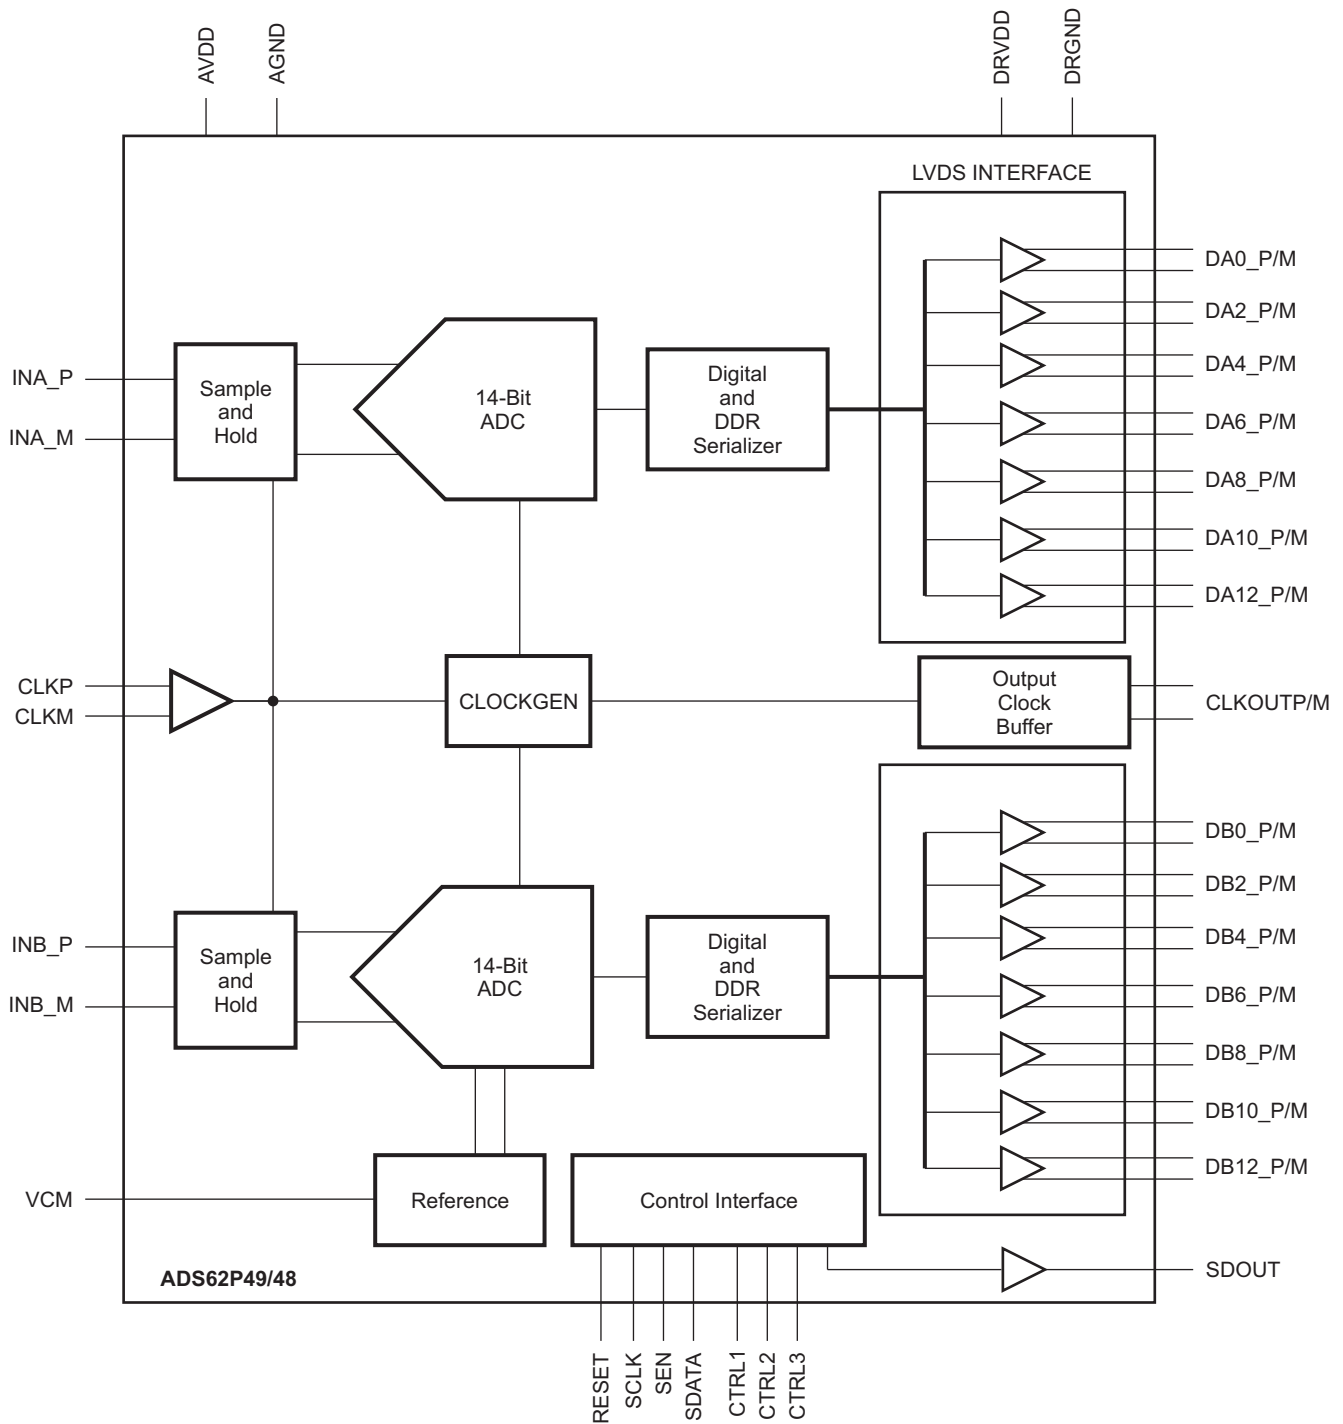 AVDD
AGND
DRVDD
DRGND
LVDS INTERFACE
DA0_P/M
DA2_P/M
DA4_P/M
DA6_P/M
DA8_P/M
DA10_P/M
DA12_P/M
INA_P
INA_M
Sample
and
Hold
14-Bit
ADC
Digital
and
DDR
Serializer
CLKP
CLKM
CLOCKGEN
Output
Clock
Buffer
CLKOUTP/M
INB_P
INB_M
Sample
and
Hold
14-Bit
ADC
Digital
and
DDR
Serializer
DB0_P/M
DB2_P/M
DB4_P/M
DB6_P/M
DB8_P/M
DB10_P/M
DB12_P/M
VCM
Reference
Control Interface
SDOUT
ADS62P49/48
RESET
SCLK
SEN
SDATA
CTRL1
CTRL2
CTRL3